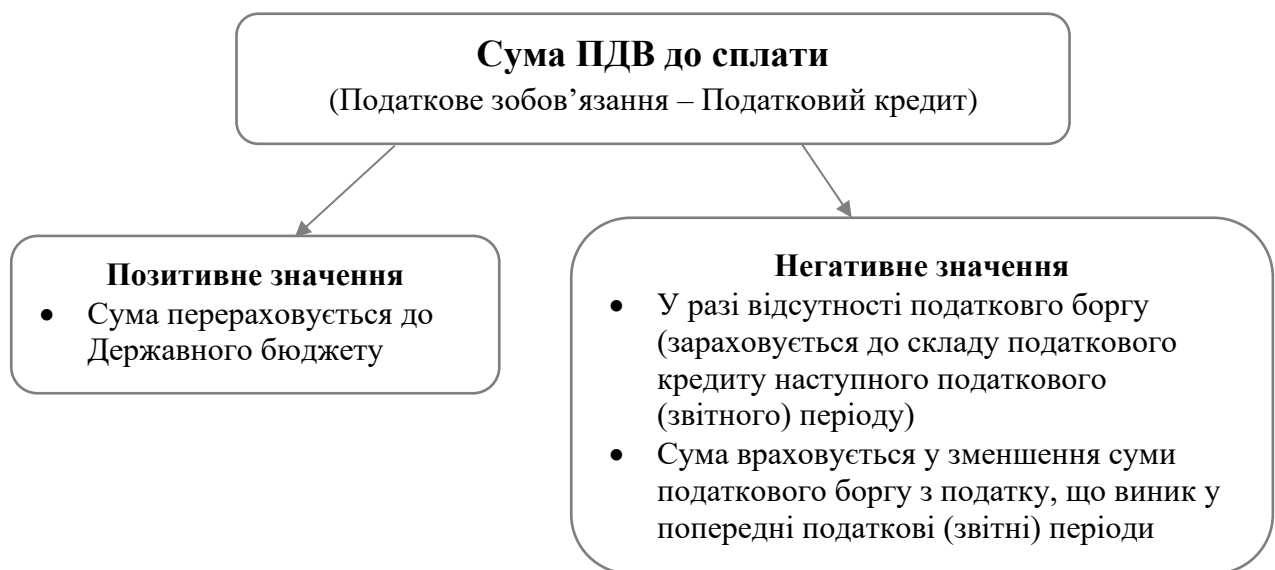 Сума ПДВ до сплати
(Податкове зобов’язання – Податковий кредит)
Позитивне значення
• Сума перераховується до
Державного бюджету
Негативне значення
• У разі відсутності податковго боргу
(зараховується до складу податкового
кредиту наступного податкового
(звітного) періоду)
• Сума враховується у зменшення суми
податкового боргу з податку, що виник у
попередні податкові (звітні) періоди